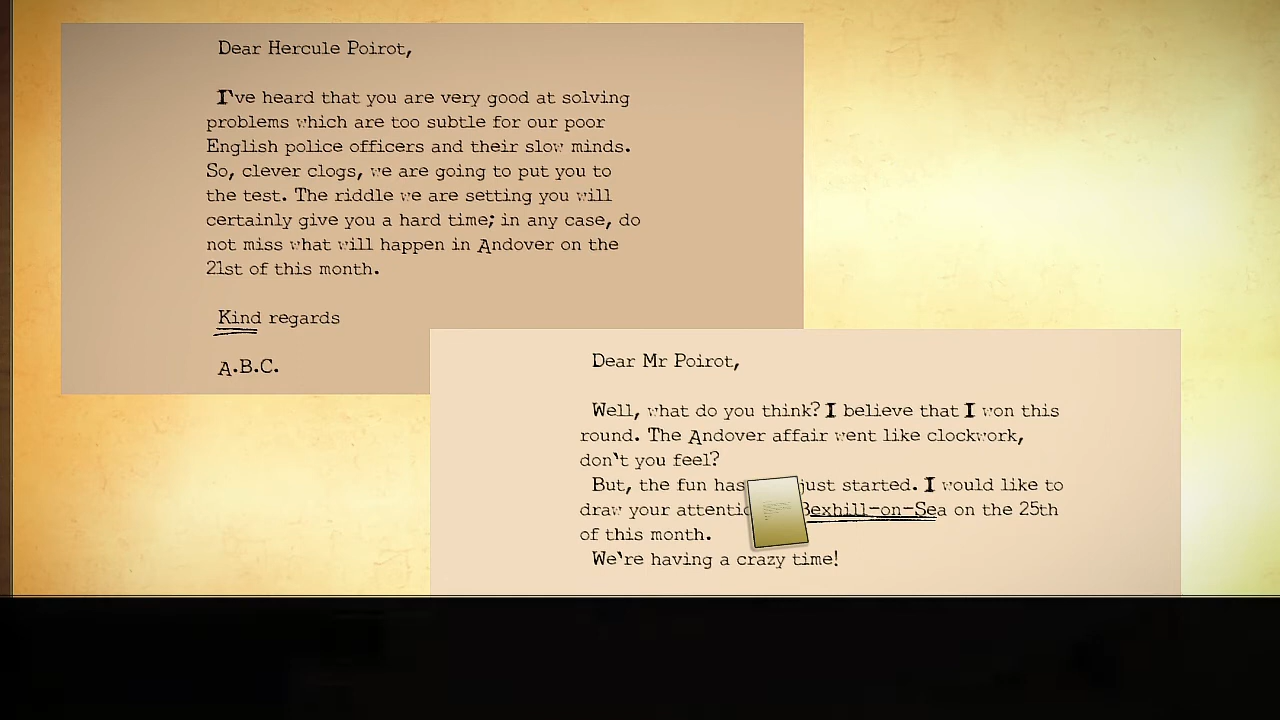 Dear Hercule Poirot,
I've heard that you are very good at solving
problems which are too subtle for our poor
English police officers and their slow minds.
So, clever clogs, we are going to put you to
the test. The riddle we are setting you will
certainly give you a hard time; in any case, do
not miss what will happen in Andover on the
21st of this month.
Kind regards
A.B.C.
Dear Mr Poirot,
Well, what do you think? I believe that I won this
round. The Andover affair went like clockwork,
don't you feel?
But, the fun has just started. I would like to
draw your Bexhill-on-Sea on the 25th
of this month.
We're having a crazy time!